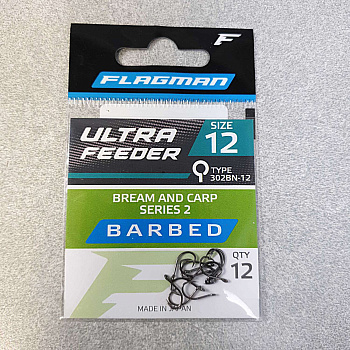 FLAGMAN
ULTRA
FEEDER
SIZE
12
TYPE
302BN-12
BREAM AND CARP
SERIES 2
BARBED
QTY
12
MADE IN JAPAN